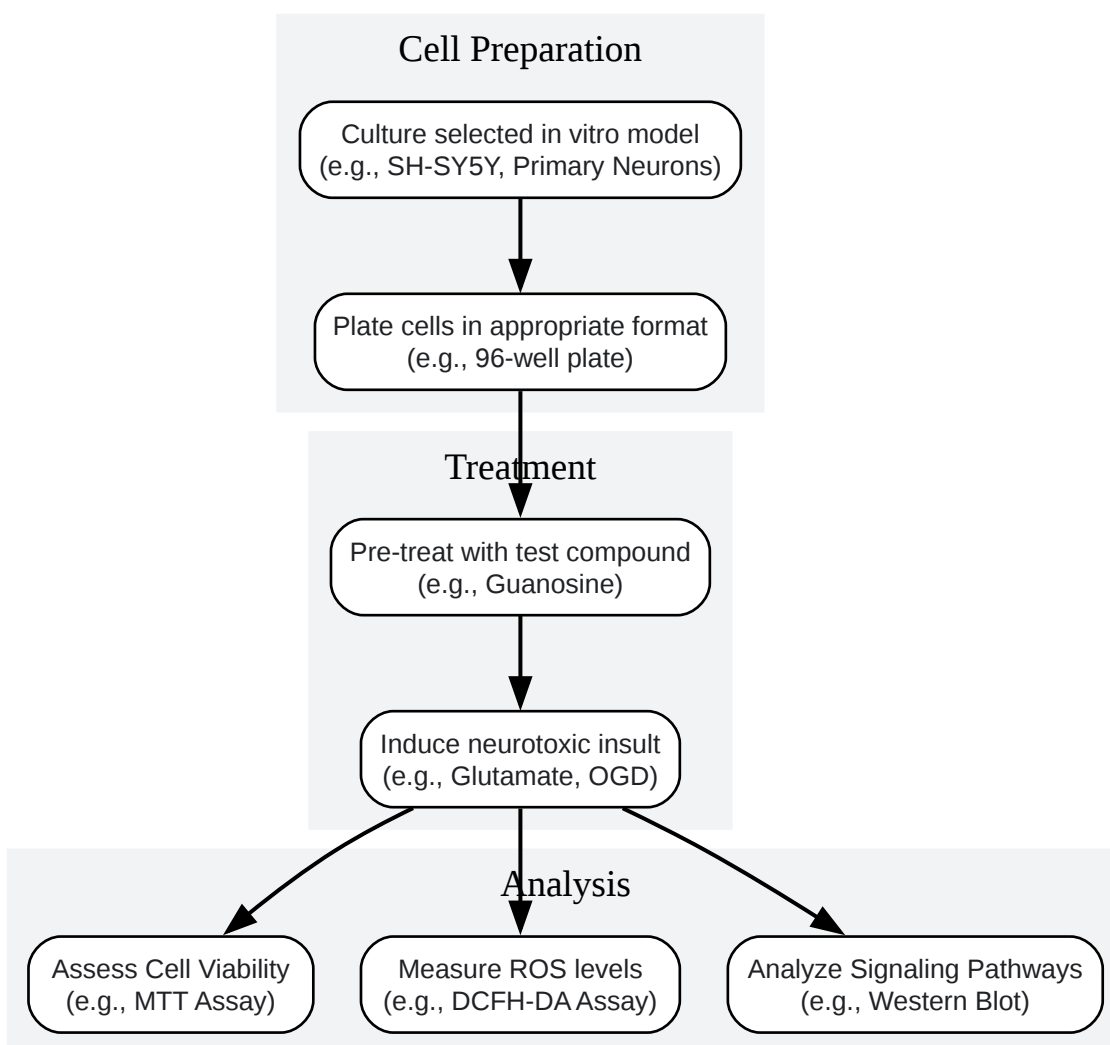 Cell Preparation
Culture selected in vitro model
(e.g., SH-SY5Y, Primary Neurons)
Plate cells in appropriate format
(e.g., 96-well plate)
Treatment
Pre-treat with test compound
(e.g., Guanosine)
Induce neurotoxic insult
(e.g., Glutamate, OGD)
Analysis
Assess Cell Viability
(e.g., MTT Assay)
Measure ROS levels
(e.g., DCFH-DA Assay)
Analyze Signaling Pathways
(e.g., Western Blot)